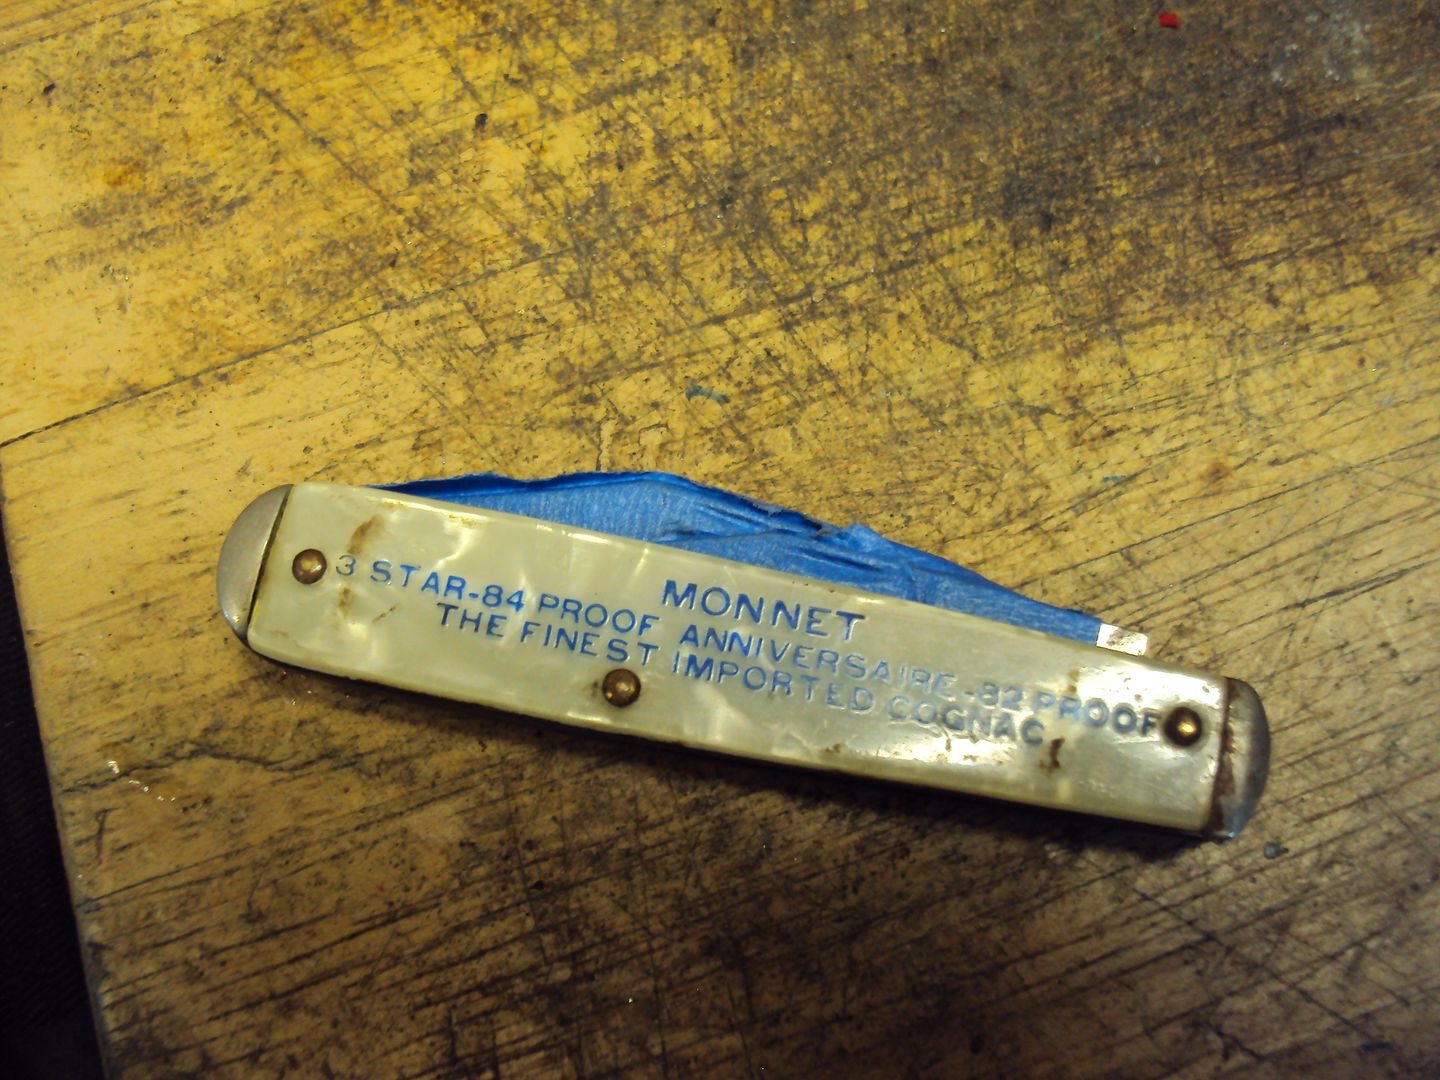 MONNET
3 STAR-84 PROOF ANNIVERSAIRE-82 PROOF
THE FINEST IMPORTED COGNAC